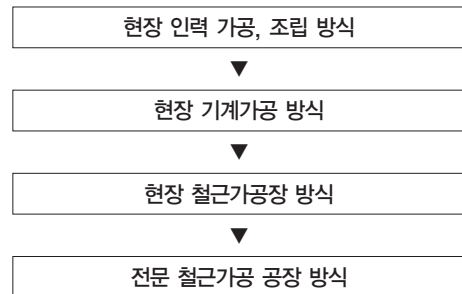 현장 인력 가공, 조립 방식
▼
현장 기계가공 방식
▼
현장 철근가공장 방식
▼
전문 철근가공 공장 방식